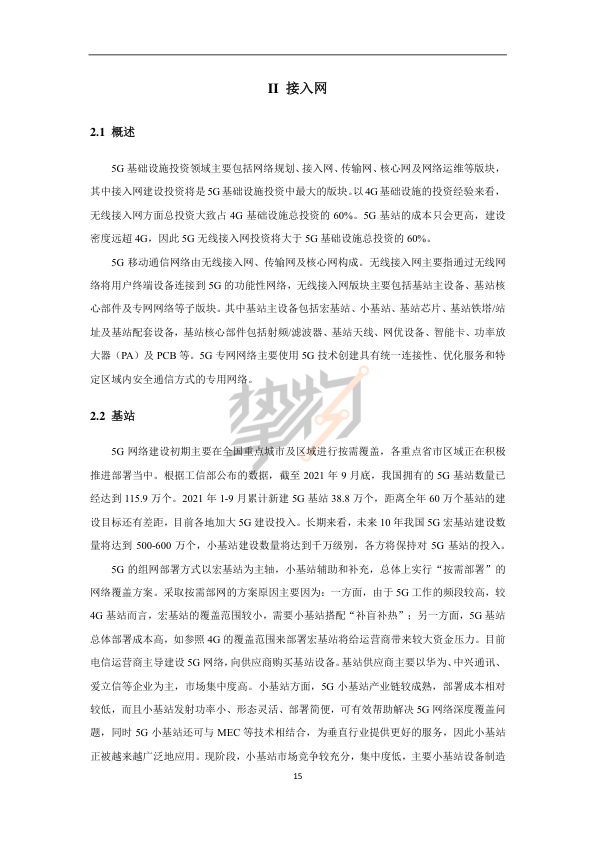 II 接入网
2.1 概述
5G 基础设施投资领域主要包括网络规划、接入网、传输网、核心网及网络运维等版块，
其中接入网建设投资将是 5G 基础设施投资中最大的版块。以 4G 基础设施的投资经验来看，
无线接入网方面总投资大致占 4G 基础设施总投资的 60%。5G 基站的成本只会更高，建设
密度远超 4G，因此 5G 无线接入网投资将大于 5G 基础设施总投资的 60%。
5G 移动通信网络由无线接入网、传输网及核心网构成。无线接入网主要指通过无线网
络将用户终端设备连接到 5G 的功能性网络，无线接入网版块主要包括基站主设备、基站核
心部件及专网网络等子版块。其中基站主设备包括宏基站、小基站、基站芯片、基站铁塔/站
址及基站配套设备，基站核心部件包括射频/滤波器、基站天线、网优设备、智能卡、功率放
大器（PA）及 PCB 等。5G 专网网络主要使用 5G 技术创建具有统一连接性、优化服务和特
定区域内安全通信方式的专用网络。
势物
2.2 基站
5G 网络建设初期主要在全国重点城市及区域进行按需覆盖，各重点省市区域正在积极
推进部署当中。根据工信部公布的数据，截至 2021 年 9 月底，我国拥有的 5G 基站数量已
经达到 115.9 万个。2021 年 1-9 月累计新建 5G 基站 38.8 万个，距离全年 60 万个基站的建
设目标还有差距，目前各地加大 5G 建设投入。长期来看，未来 10 年我国 5G 宏基站建设数
量将达到 500-600 万个，小基站建设数量将达到千万级别，各方将保持对 5G 基站的投入。
5G 的组网部署方式以宏基站为主轴，小基站辅助和补充，总体上实行“按需部署”的
网络覆盖方案。采取按需部网的方案原因主要因为：一方面，由于 5G 工作的频段较高，较
4G 基站而言，宏基站的覆盖范围较小，需要小基站搭配“补盲补热”；另一方面，5G 基站
总体部署成本高，如参照 4G 的覆盖范围来部署宏基站将给运营商带来较大资金压力。目前
电信运营商主导建设 5G 网络，向供应商购买基站设备。基站供应商主要以华为、中兴通讯、
爱立信等企业为主，市场集中度高。小基站方面，5G 小基站产业链较成熟，部署成本相对
较低，而且小基站发射功率小、形态灵活、部署简便，可有效帮助解决 5G 网络深度覆盖问
题，同时 5G 小基站还可与 MEC 等技术相结合，为垂直行业提供更好的服务，因此小基站
正被越来越广泛地应用。现阶段，小基站市场竞争较充分，集中度低，主要小基站设备制造
15